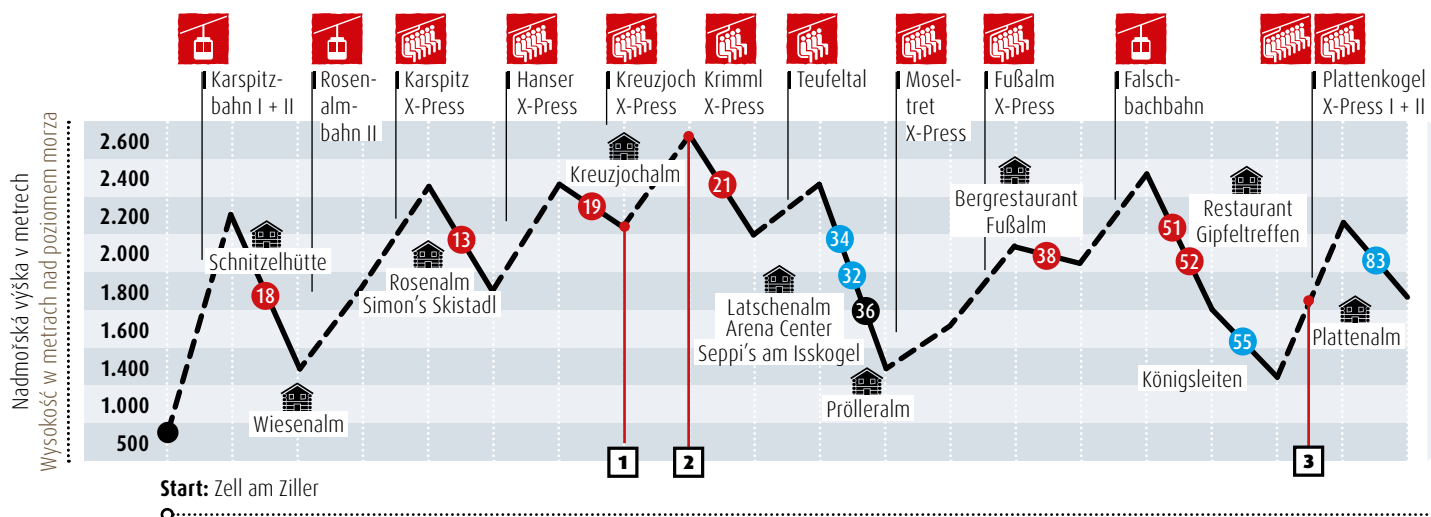 Karspitz-
bahn I + II
Rosen-
alm-
bahn II
Karspitz
X-Press
Hanser
X-Press
Kreuzjoch
X-Press
Krimml
X-Press
Teufeltal
Mosel-
tret
X-Press
Fußalm
X-Press
Falsch-
bachbahn
Plattenkogel
X-Press I + II
Nadmořská výška v metrech
Wysokość w metrach nad poziomem morza
2.600
2.400
2.200
2.000
1.800
1.600
1.400
1.000
500
Schnitzelhütte
18
Wiesenalm
Rosenalm
Simon's Skistadl
13
19
Kreuzjochalm
21
34
32
36
Latschenalm
Arena Center
Seppi's am Isskogel
Prölleralm
Bergrestaurant
Fußalm
38
51
52
55
Restaurant
Gipfeltreffen
Königsleiten
83
Plattenalm
1
2
3
Start: Zell am Ziller